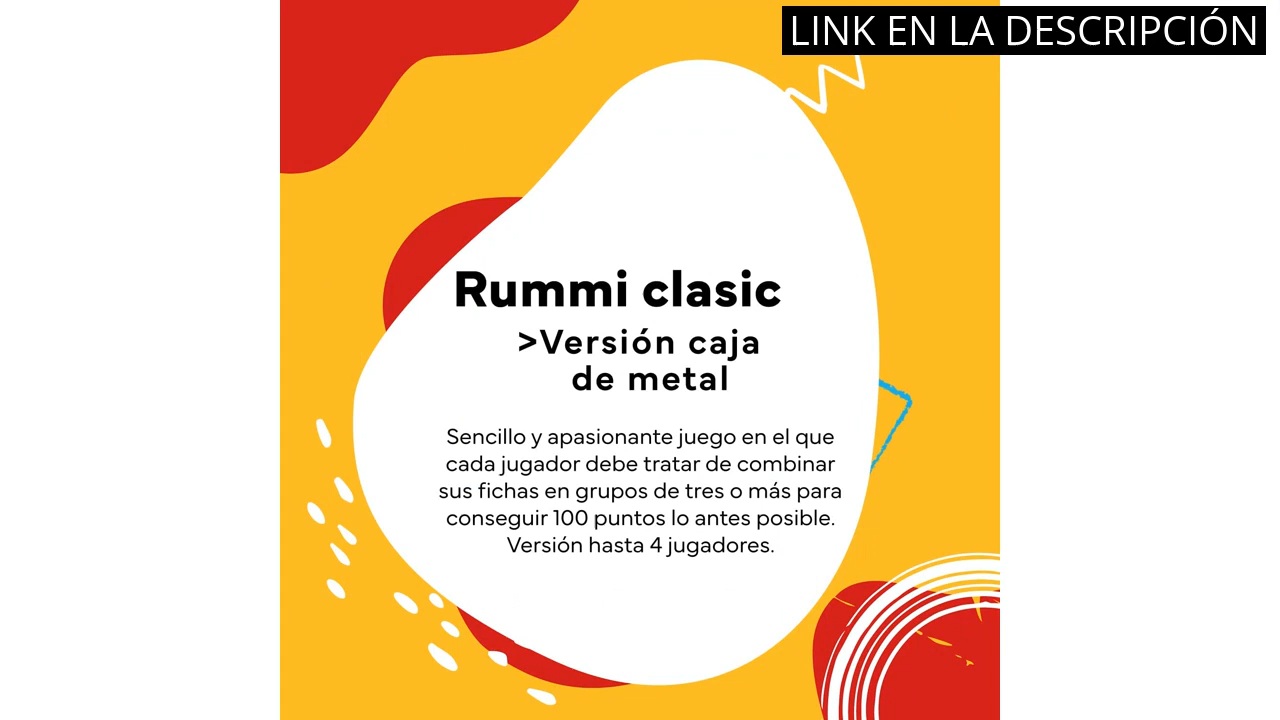 LINK EN LA DESCRIPCIÓN
Rummi clasic
>Versión caja
de metal
Sencillo y apasionante juego en el que
cada jugador debe tratar de combinar
sus fichas en grupos de tres o más para
conseguir 100 puntos lo antes posible.
Versión hasta 4 jugadores.